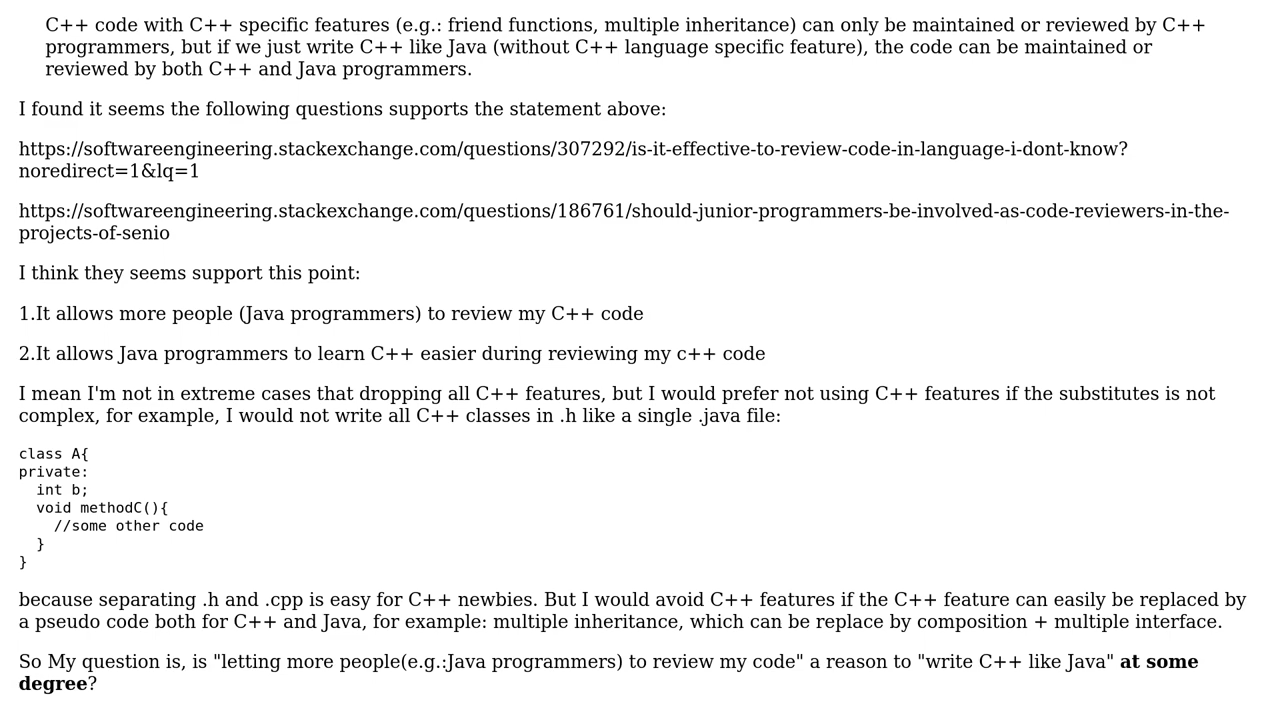 C++ code with C++ specific features (e.g.: friend functions, multiple inheritance) can only be maintained or reviewed by C++
programmers, but if we just write C++ like Java (without C++ language specific feature), the code can be maintained or
reviewed by both C++ and Java programmers.
I found it seems the following questions supports the statement above:
https://softwareengineering.stackexchange.com/questions/307292/is-it-effective-to-review-code-in-language-i-dont-know?
noredirect=1&lq=1
https://softwareengineering.stackexchange.com/questions/186761/should-junior-programmers-be-involved-as-code-reviewers-in-the-
projects-of-senio
I think they seems support this point:
1.It allows more people (Java programmers) to review my C++ code
2.It allows Java programmers to learn C++ easier during reviewing my c++ code
I mean I'm not in extreme cases that dropping all C++ features, but I would prefer not using C++ features if the substitutes is not
complex, for example, I would not write all C++ classes in .h like a single .java file:
class A{
private:
  int b;
  void methodC(){
    //some other code
  }
}
because separating .h and .cpp is easy for C++ newbies. But I would avoid C++ features if the C++ feature can easily be replaced by
a pseudo code both for C++ and Java, for example: multiple inheritance, which can be replace by composition + multiple interface.
So My question is, is "letting more people(e.g.:Java programmers) to review my code" a reason to "write C++ like Java" at some
degree?